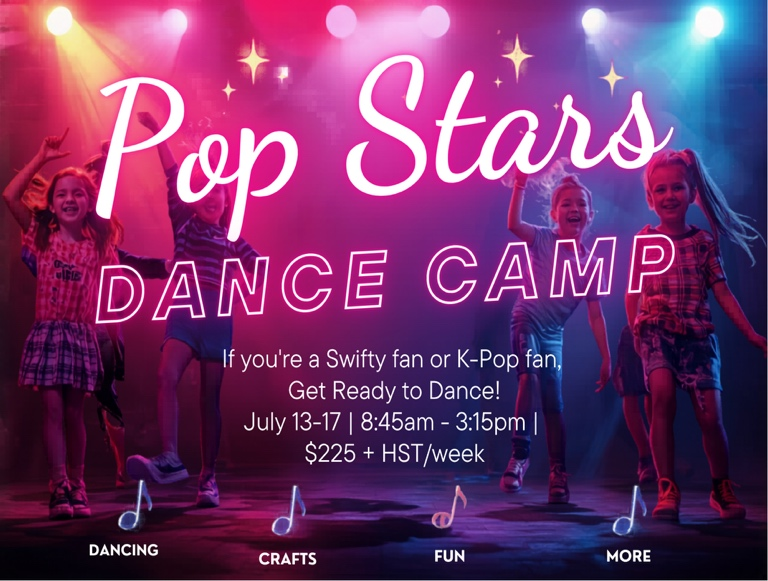 Pop Stars
DANCE CAMP
If you're a Swifty fan or K-Pop fan,
Get Ready to Dance!
July 13-17 | 8:45am - 3:15pm |
$225 + HST/week
DANCING
CRAFTS
FUN
MORE